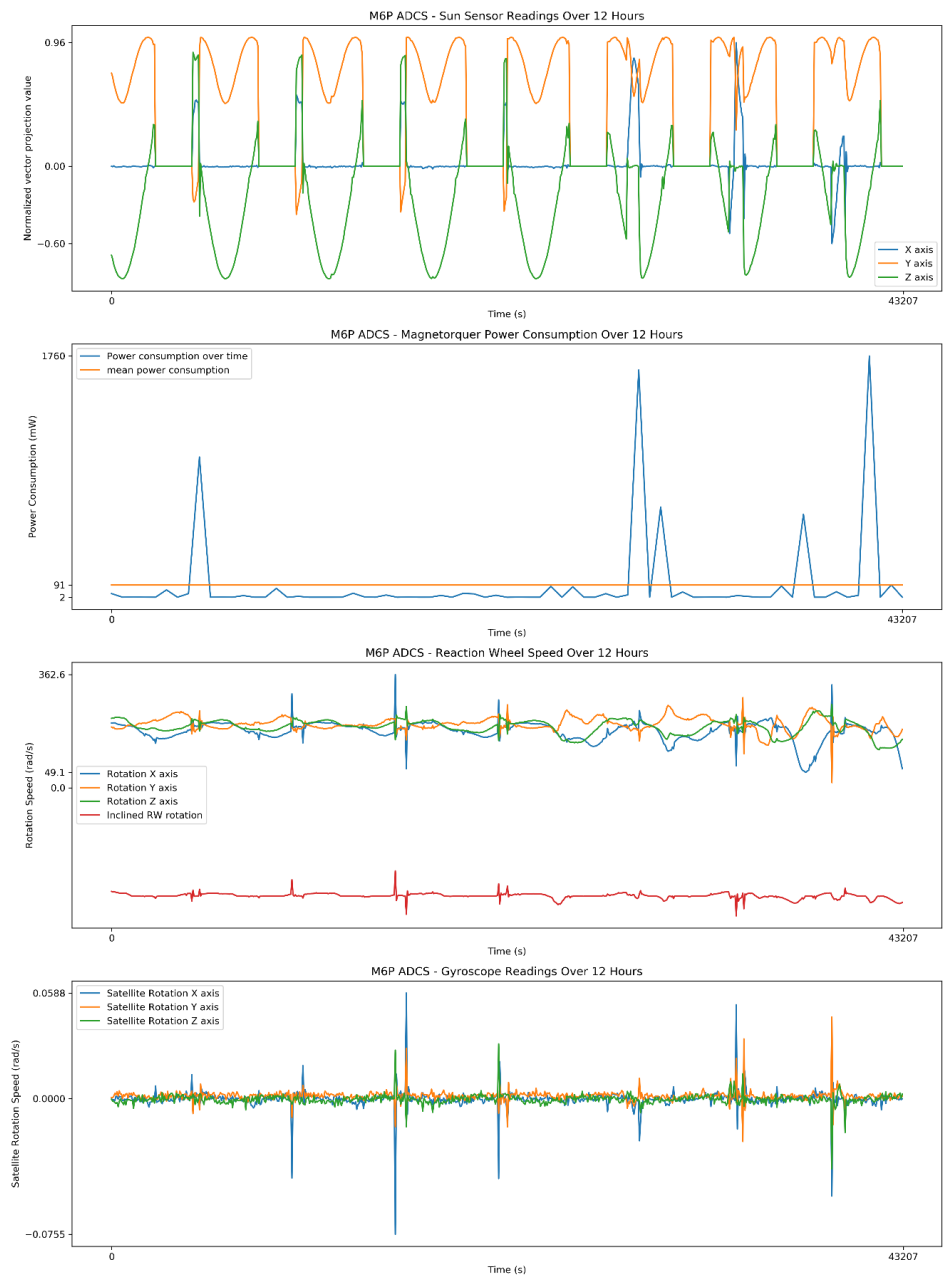 M6P ADCS - Sun Sensor Readings Over 12 Hours
0.96
0.00
−0.60
Normalized vector projection value
X axis
Y axis
Z axis
0
43207
Time (s)
M6P ADCS - Magnetorquer Power Consumption Over 12 Hours
1760
91
2
Power Consumption (mW)
Power consumption over time
mean power consumption
0
43207
Time (s)
M6P ADCS - Reaction Wheel Speed Over 12 Hours
362.6
49.1
0.0
Rotation Speed (rad/s)
Rotation X axis
Rotation Y axis
Rotation Z axis
Inclined RW rotation
0
43207
Time (s)
M6P ADCS - Gyroscope Readings Over 12 Hours
0.0588
0.0000
−0.0755
Satellite Rotation Speed (rad/s)
Satellite Rotation X axis
Satellite Rotation Y axis
Satellite Rotation Z axis
0
43207
Time (s)